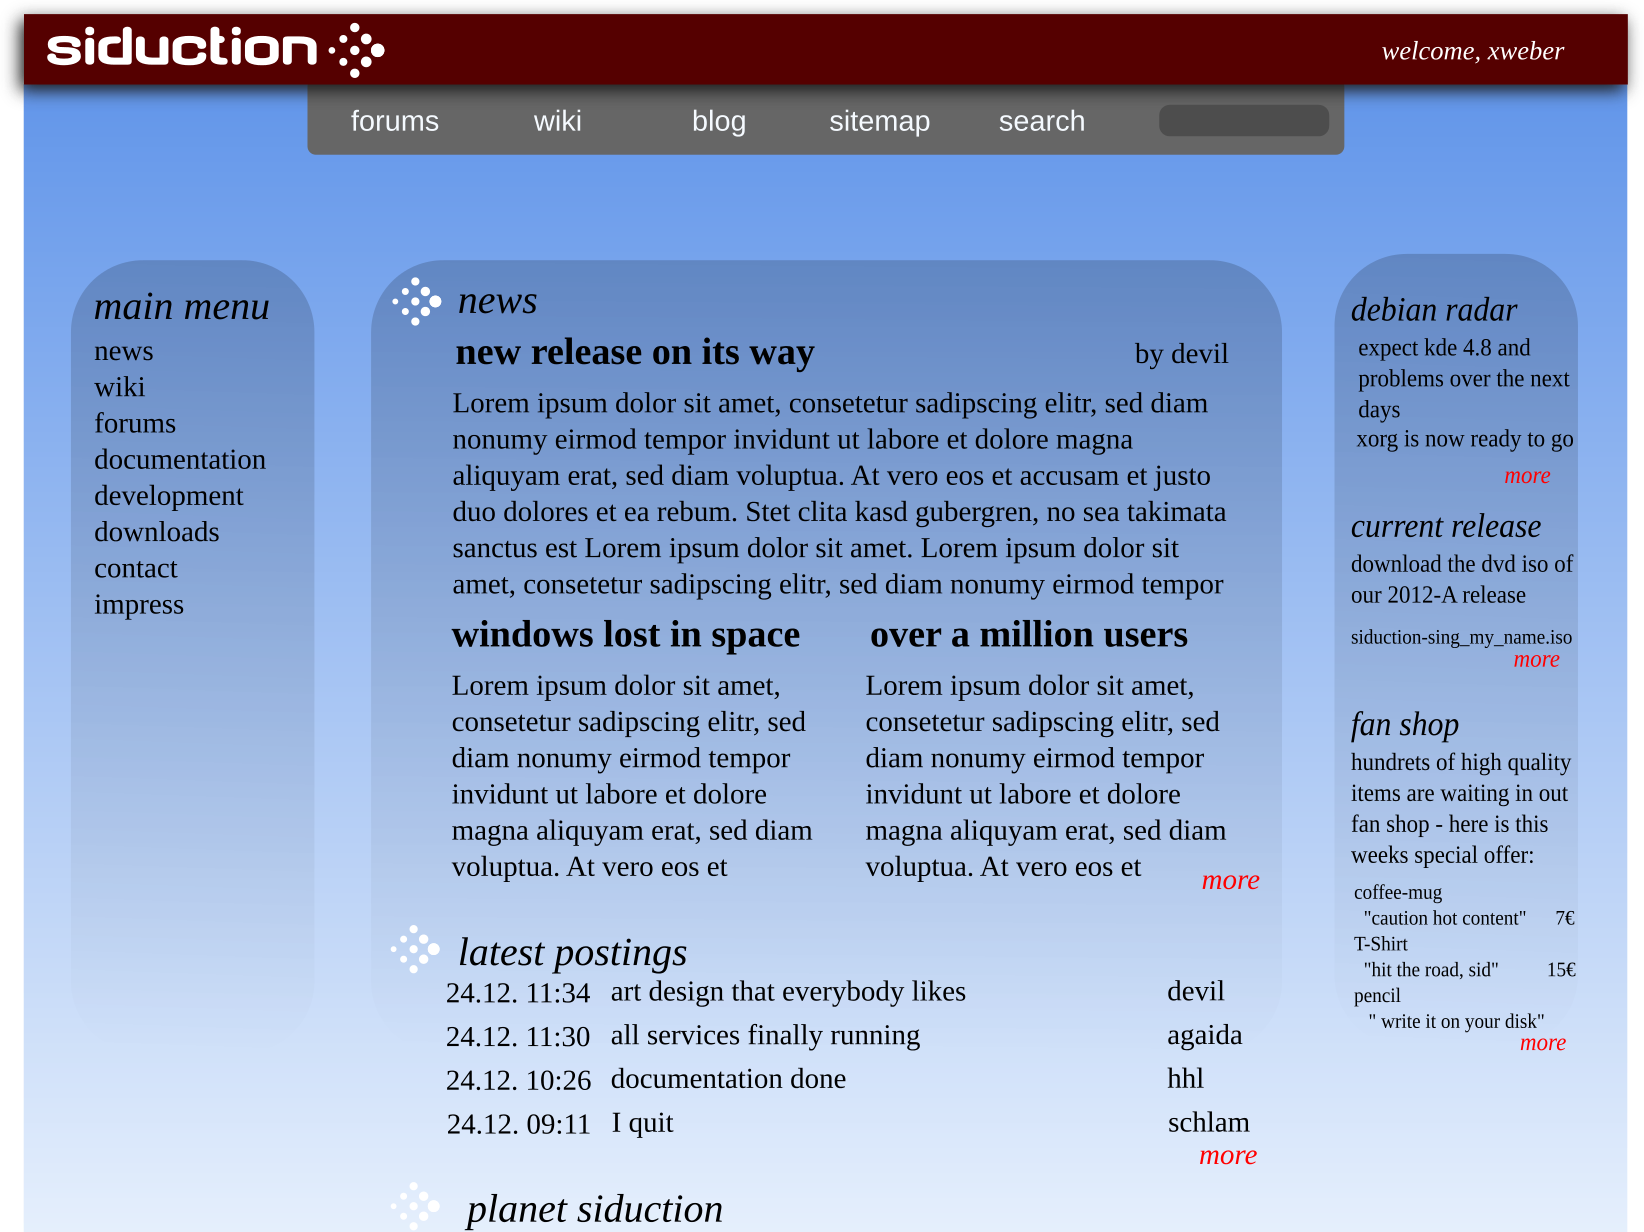 siduction
welcome, xweber
forums wiki blog sitemap search
main menu
news
wiki
forums
documentation
development
downloads
contact
impress
news
new release on its way by devil
Lorem ipsum dolor sit amet, consetetur sadipscing elitr, sed diam
nonumy eirmod tempor invidunt ut labore et dolore magna
aliquyam erat, sed diam voluptua. At vero eos et accusam et justo
duo dolores et ea rebum. Stet clita kasd gubergren, no sea takimata
sanctus est Lorem ipsum dolor sit amet. Lorem ipsum dolor sit
amet, consetetur sadipscing elitr, sed diam nonumy eirmod tempor
windows lost in space
Lorem ipsum dolor sit amet,
consetetur sadipscing elitr, sed
diam nonumy eirmod tempor
invidunt ut labore et dolore
magna aliquyam erat, sed diam
voluptua. At vero eos et
over a million users
Lorem ipsum dolor sit amet,
consetetur sadipscing elitr, sed
diam nonumy eirmod tempor
invidunt ut labore et dolore
magna aliquyam erat, sed diam
voluptua. At vero eos et
more
latest postings
24.12. 11:34 art design that everybody likes devil
24.12. 11:30 all services finally running agaida
24.12. 10:26 documentation done hhl
24.12. 09:11 I quit schlam
more
planet siduction
debian radar
expect kde 4.8 and
problems over the next
days
xorg is now ready to go
more
current release
download the dvd iso of
our 2012-A release
siduction-sing_my_name.iso
more
fan shop
hundrets of high quality
items are waiting in out
fan shop - here is this
weeks special offer:
coffee-mug
"caution hot content" 7€
T-Shirt
"hit the road, sid" 15€
pencil
" write it on your disk"
more